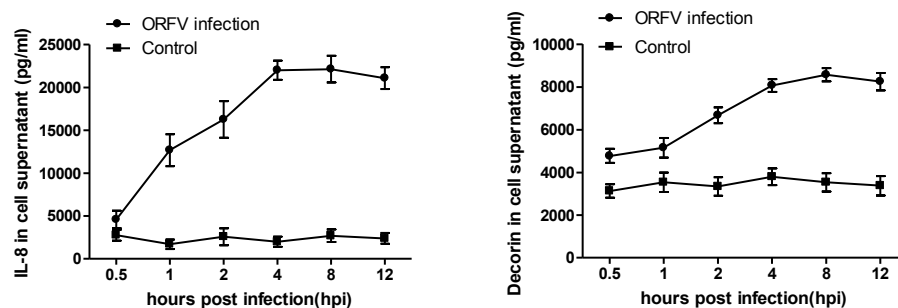 ORFV infection
Control
IL-8 in cell supernatant (pg/ml)
25000
20000
15000
10000
5000
0
0.5 1 2 4 8 12
hours post infection(hpi)
ORFV infection
Control
Decorin in cell supernatant (pg/ml)
10000
8000
6000
4000
2000
0
0.5 1 2 4 8 12
hours post infection(hpi)